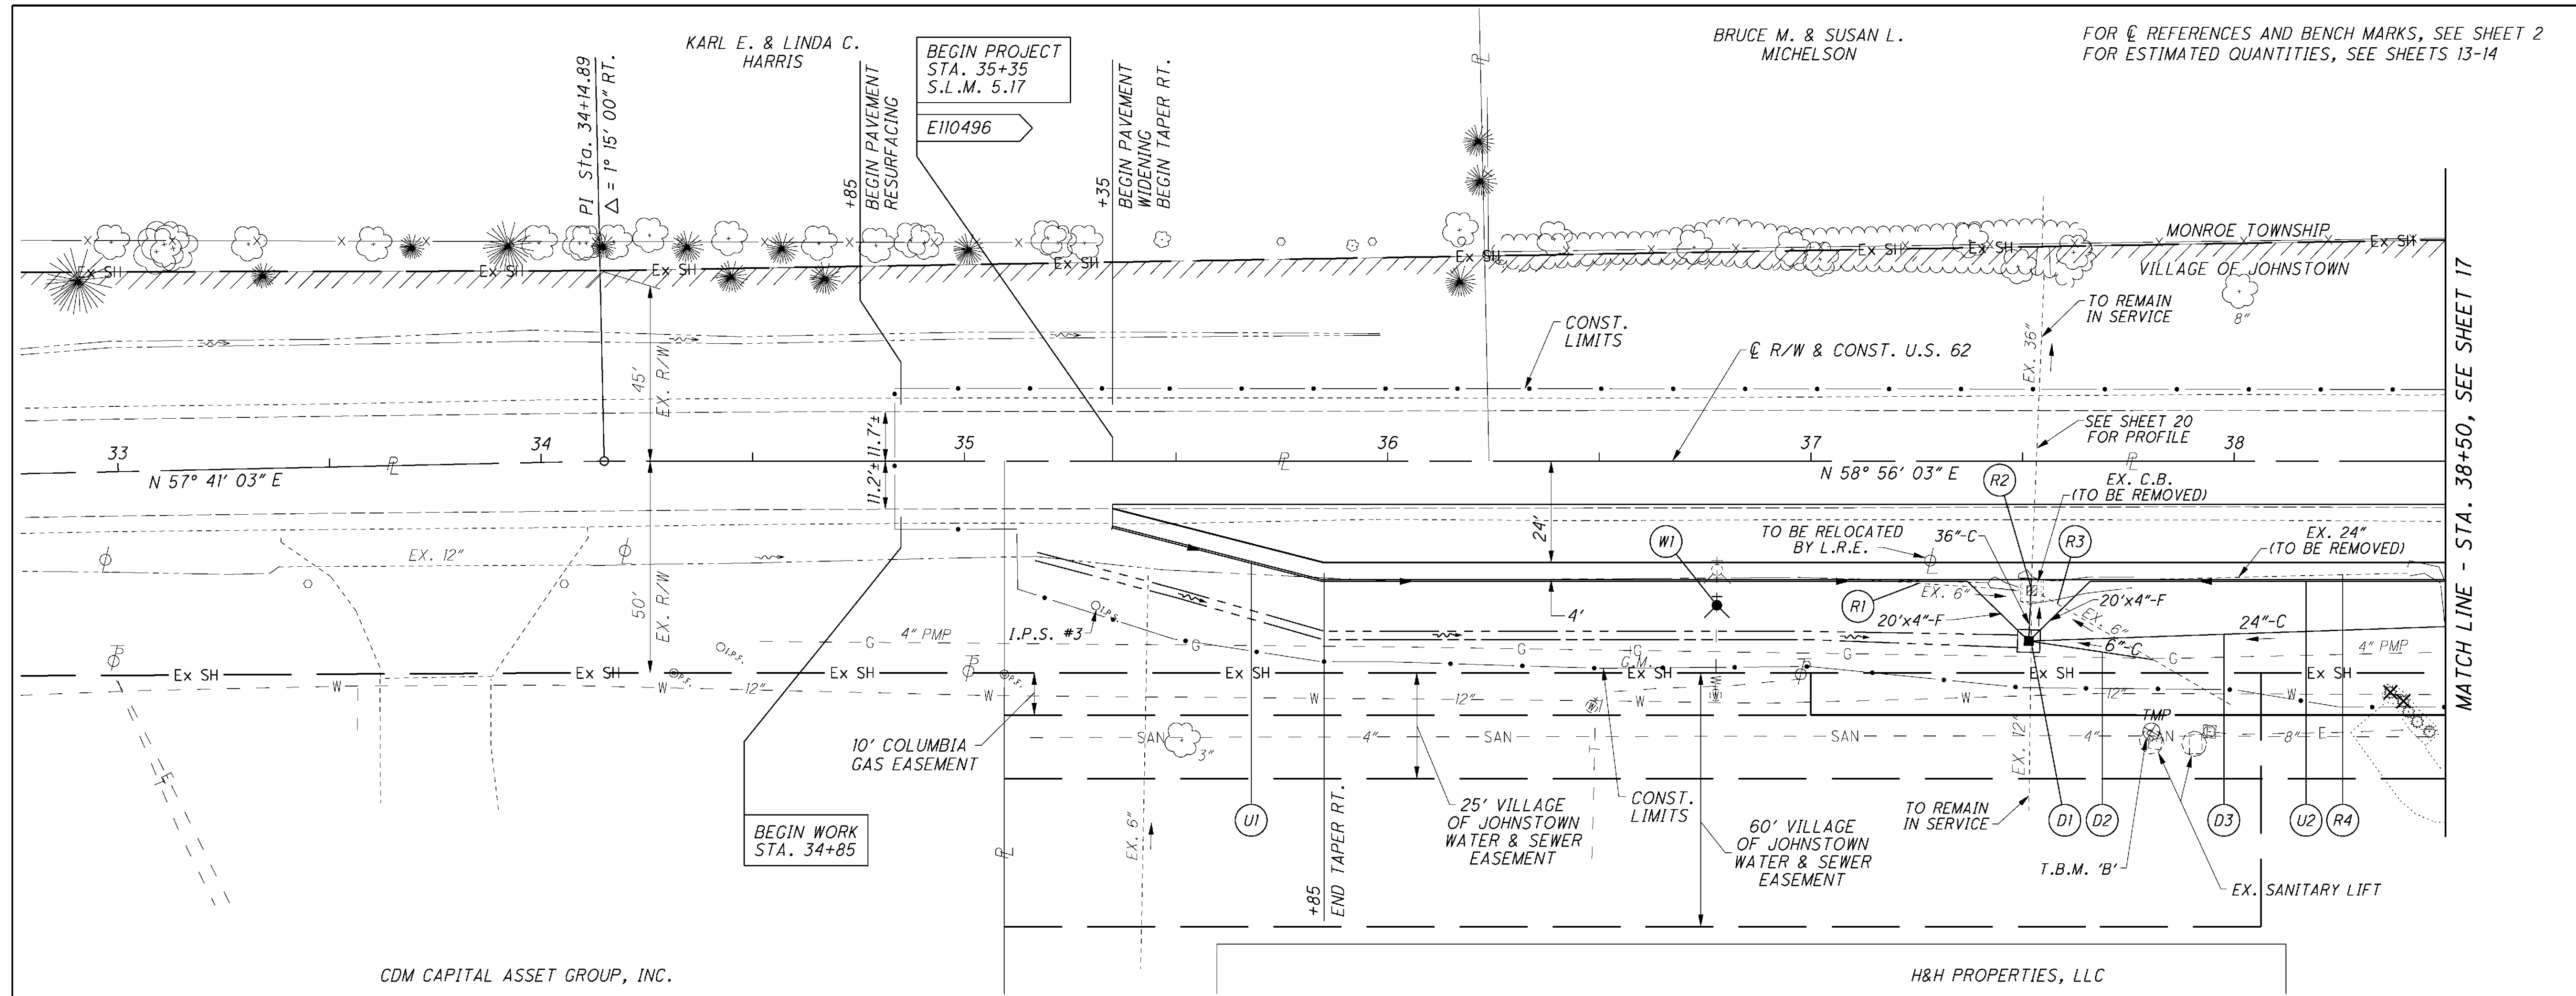 KARL E. & LINDA C.
HARRIS
BEGIN PROJECT
STA. 35+35
S.L.M. 5.17
E110496
BRUCE M. & SUSAN L.
MICHELSON
FOR ℄ REFERENCES AND BENCH MARKS, SEE SHEET 2
FOR ESTIMATED QUANTITIES, SEE SHEETS 13-14
PI Sta. 34+14.89
Δ = 1° 15' 00" RT.
+85
BEGIN PAVEMENT
RESURFACING
+35
BEGIN PAVEMENT
WIDENING
BEGIN TAPER RT.
PL
MONROE TOWNSHIP
Ex SH
Ex SH
Ex SH
Ex SH
Ex SH
Ex SH
Ex SH
Ex SH
VILLAGE OF JOHNSTOWN
8"
TO REMAIN
IN SERVICE
CONST.
LIMITS
℄ R/W & CONST. U.S. 62
EX. 36"
45'
EX. R/W
11.7'±
11.2'±
SEE SHEET 20
FOR PROFILE
33
34
35
36
37
38
PL
PL
PL
N 57° 41' 03" E
N 58° 56' 03" E
MATCH LINE - STA. 38+50, SEE SHEET 17
R2
EX. C.B.
(TO BE REMOVED)
24'
W1
TO BE RELOCATED
BY L.R.E.
36"-C
R3
EX. 24"
(TO BE REMOVED)
EX. 12"
50'
EX. R/W
4'
R1
EX. 6"
20'x4"-F
20'x4"-F
EX. 6"
24"-C
6"-C
I.P.S.
I.P.S. #3
G
4" PMP
G
G
G
G
G.M.
G
G
4" PMP
I.P.F.
I.P.F.
I.P.F.
Ex SH
Ex SH
Ex SH
Ex SH
Ex SH
Ex SH
Ex SH
W
W
12"
W
W
12"
W
W
12"
W
TMP
10' COLUMBIA
GAS EASEMENT
SAN
3"
4"
SAN
SAN
4"
SAN
8"
E
EX. 12"
BEGIN WORK
STA. 34+85
PL
EX. 6"
U1
+85
END TAPER RT.
25' VILLAGE
OF JOHNSTOWN
WATER & SEWER
EASEMENT
CONST.
LIMITS
60' VILLAGE
OF JOHNSTOWN
WATER & SEWER
EASEMENT
TO REMAIN
IN SERVICE
D1
D2
D3
U2
R4
T.B.M. 'B'
EX. SANITARY LIFT
E
E
CDM CAPITAL ASSET GROUP, INC.
H&H PROPERTIES, LLC